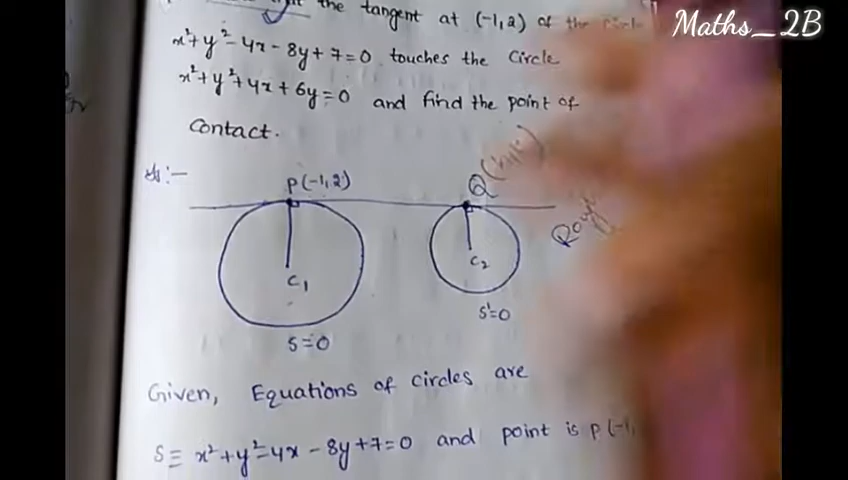 the tangent at (-1,2) of the circle
Maths_2B
x²+y²-4x-8y+7=0 touches the circle
x²+y²+4x+6y=0 and find the point of
contact.
P(-1,2)
Q(h,k)
C₁
C₂
S=0
S'=0
Given, Equations of circles are
S≡ x²+y²-4x-8y+7=0 and point is P(-1,